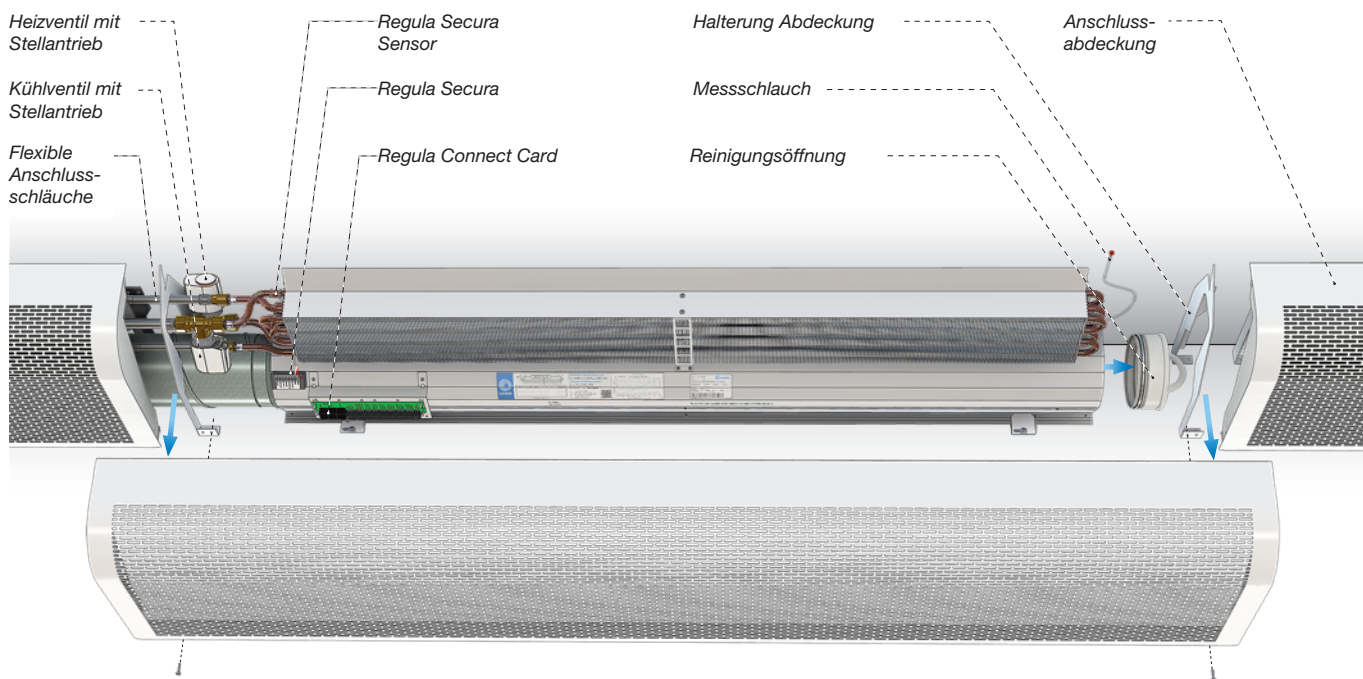 Heizventil mit
Stellantrieb
Regula Secura
Sensor
Halterung Abdeckung
Anschluss-
abdeckung
Kühlventil mit
Stellantrieb
Regula Secura
Messschlauch
Flexible
Anschluss-
schläuche
Regula Connect Card
Reinigungsöffnung